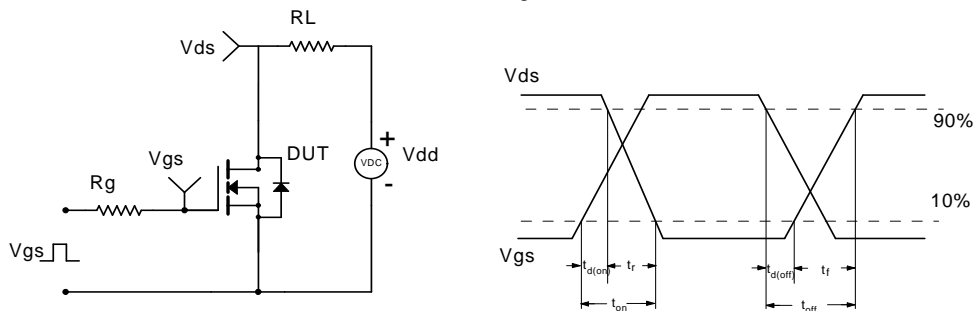 RL
Vds
Vgs
DUT
Rg
+
VDC
Vdd
-
Vgs
Vds
90%
10%
Vgs
td(on)
tr
td(off)
tf
ton
toff